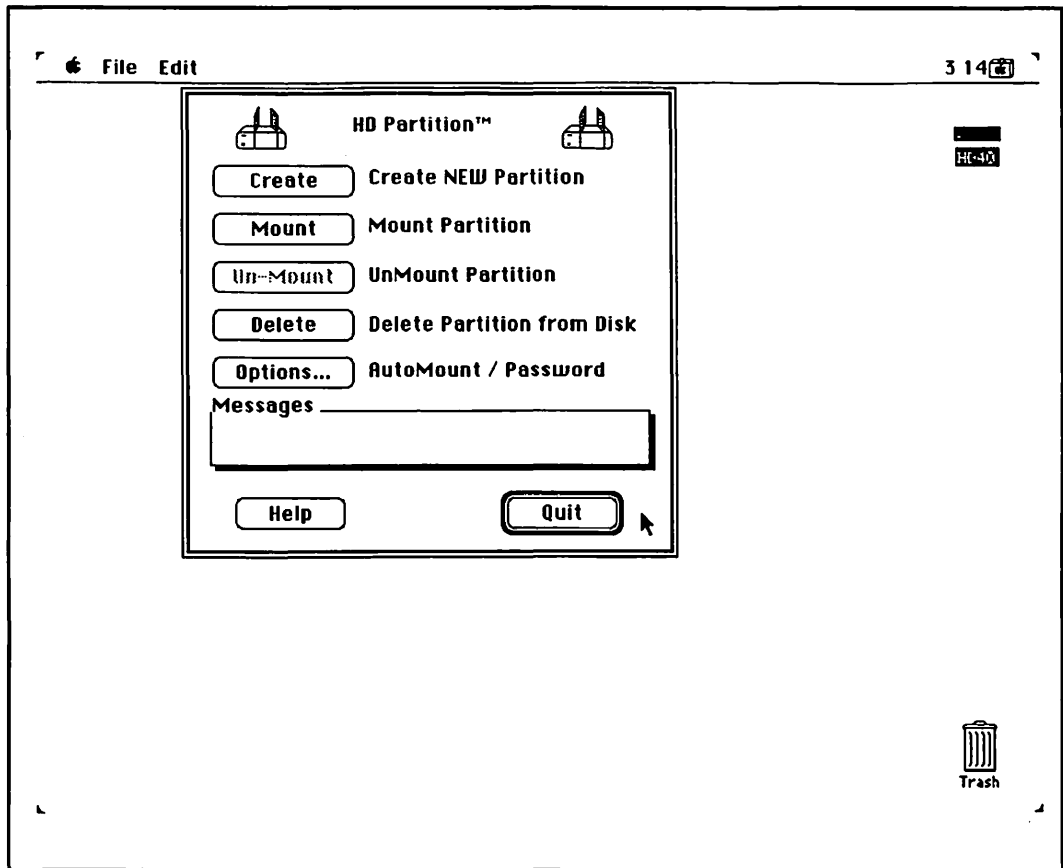 File Edit 3 14
HD Partition™
HD-40
Create Create NEW Partition
Mount Mount Partition
Un-Mount UnMount Partition
Delete Delete Partition from Disk
Options... AutoMount / Password
Messages
Help Quit
Trash